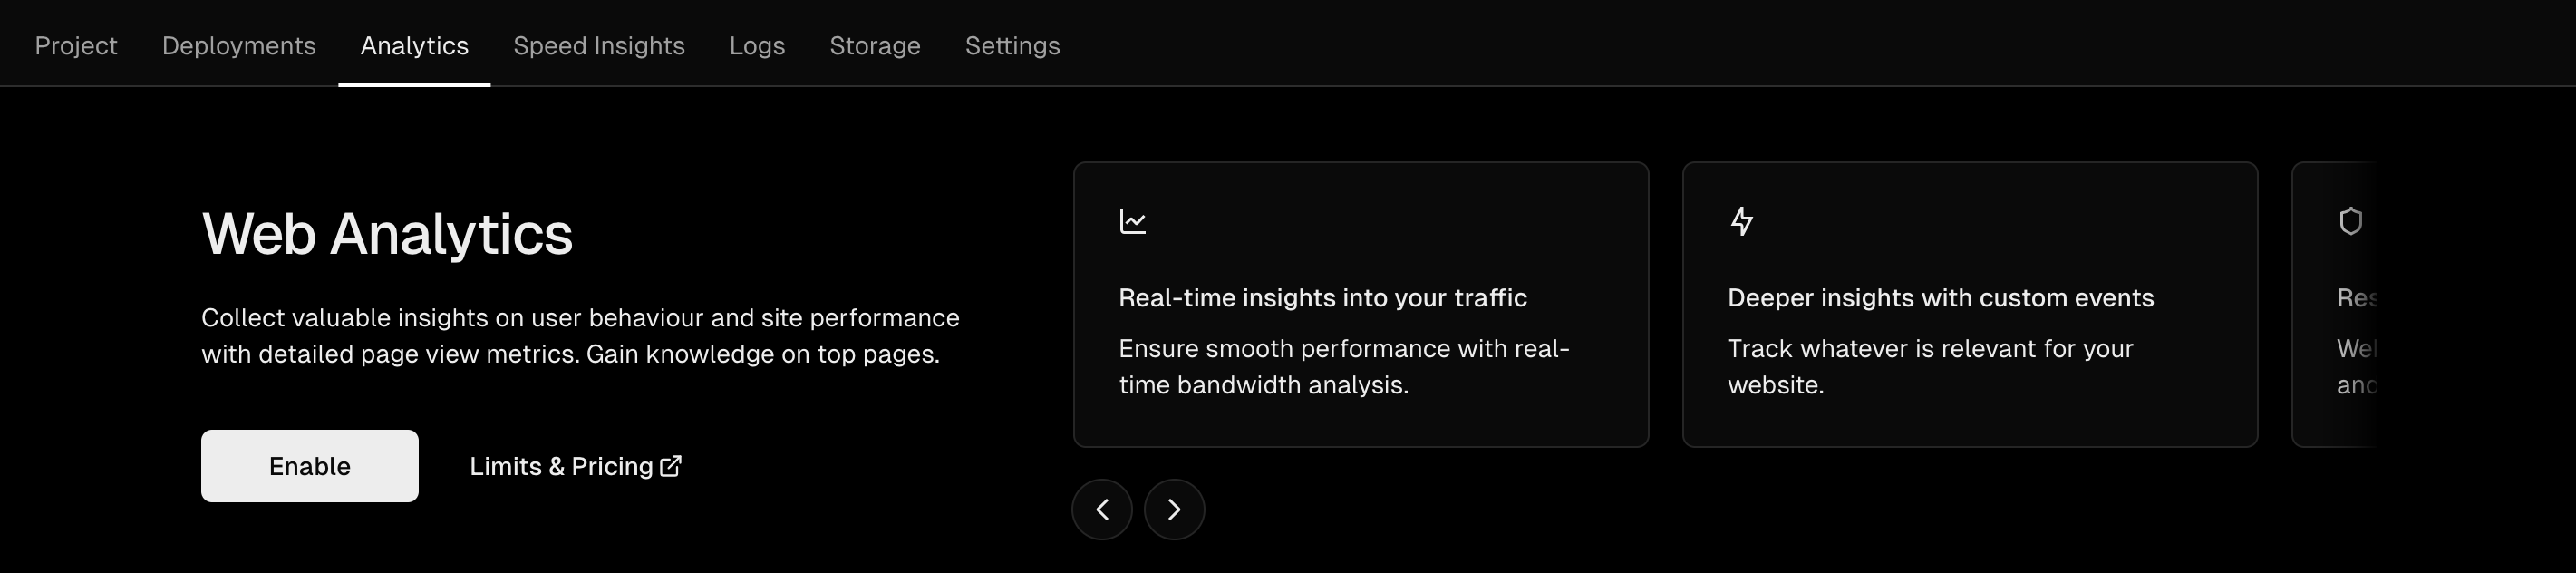 Project Deployments Analytics Speed Insights Logs Storage Settings
Web Analytics
Collect valuable insights on user behaviour and site performance
with detailed page view metrics. Gain knowledge on top pages.
Enable
Limits & Pricing
Real-time insights into your traffic
Ensure smooth performance with real-
time bandwidth analysis.
Deeper insights with custom events
Track whatever is relevant for your
website.